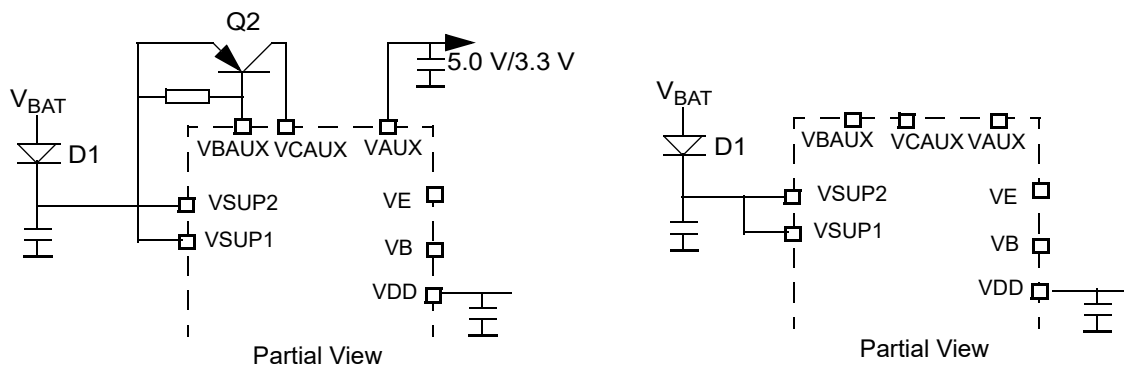 Q2
5.0 V/3.3 V
VBAT
D1
VBAUX VCAUX VAUX
VSUP2
VSUP1
VE
VB
VDD
Partial View
VBAT
D1
VBAUX VCAUX VAUX
VSUP2
VSUP1
VE
VB
VDD
Partial View